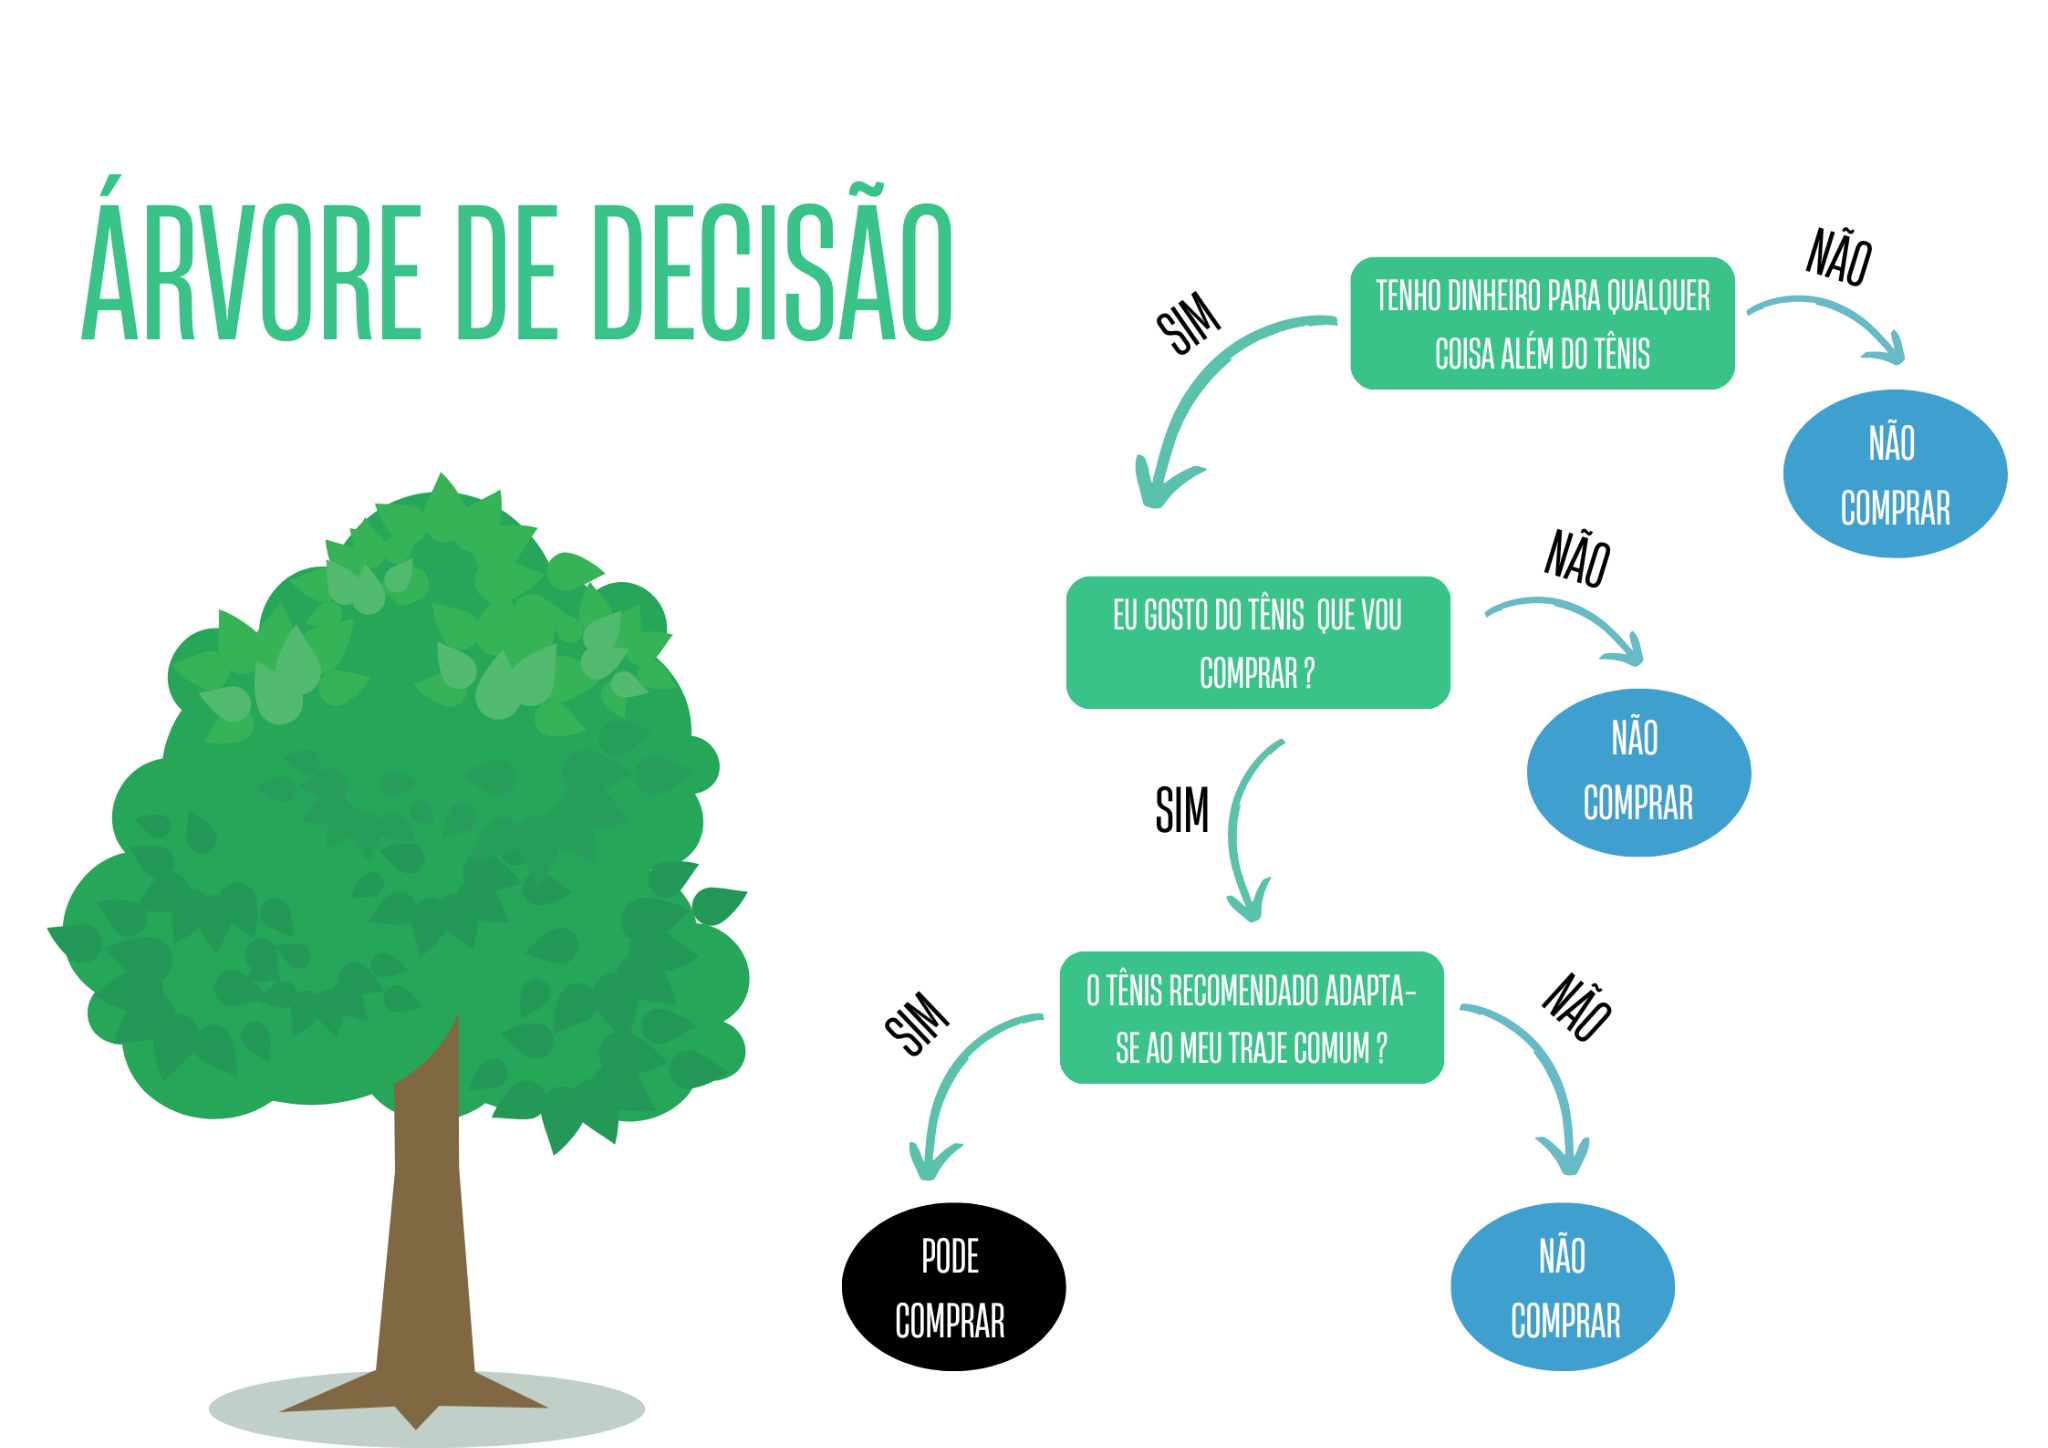 ÁRVORE DE DECISÃO
TENHO DINHEIRO PARA QUALQUER
COISA ALÉM DO TÊNIS
SIM
NÃO
NÃO
COMPRAR
EU GOSTO DO TÊNIS QUE VOU
COMPRAR ?
NÃO
NÃO
COMPRAR
SIM
O TÊNIS RECOMENDADO ADAPTA-
SE AO MEU TRAJE COMUM ?
SIM
NÃO
PODE
COMPRAR
NÃO
COMPRAR